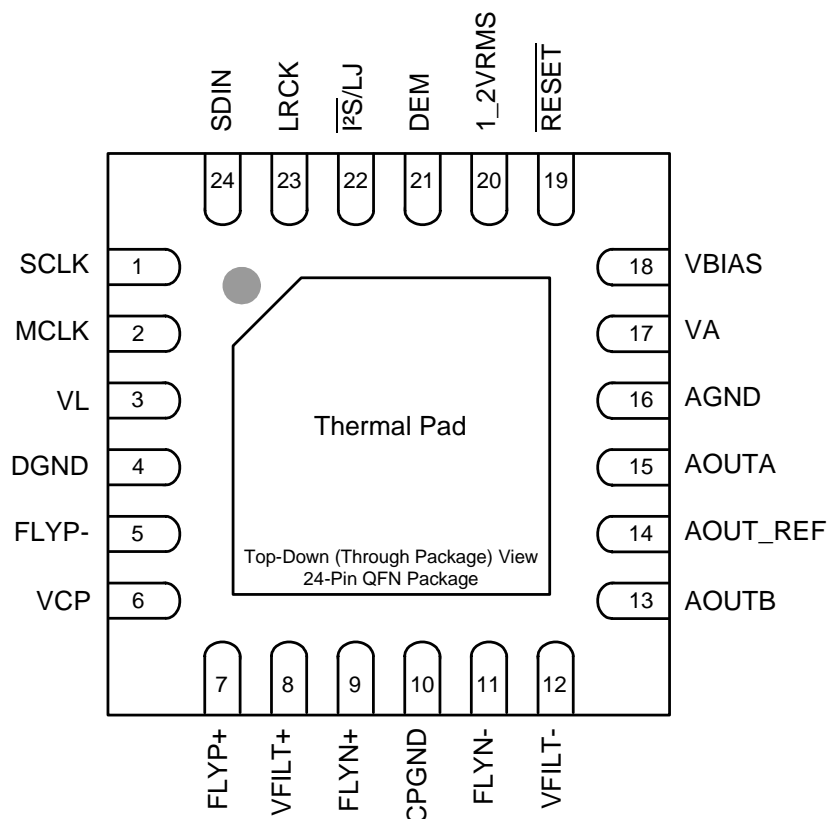 SDIN
LRCK
I²S/LJ
DEM
1_2VRMS
RESET
24 23 22 21 20 19
SCLK 1
MCLK 2
VL 3
DGND 4
FLYP- 5
VCP 6
18 VBIAS
17 VA
16 AGND
15 AOUTA
14 AOUT_REF
13 AOUTB
Thermal Pad
Top-Down (Through Package) View
24-Pin QFN Package
7 8 9 10 11 12
FLYP+
VFILT+
FLYN+
CPGND
FLYN-
VFILT-